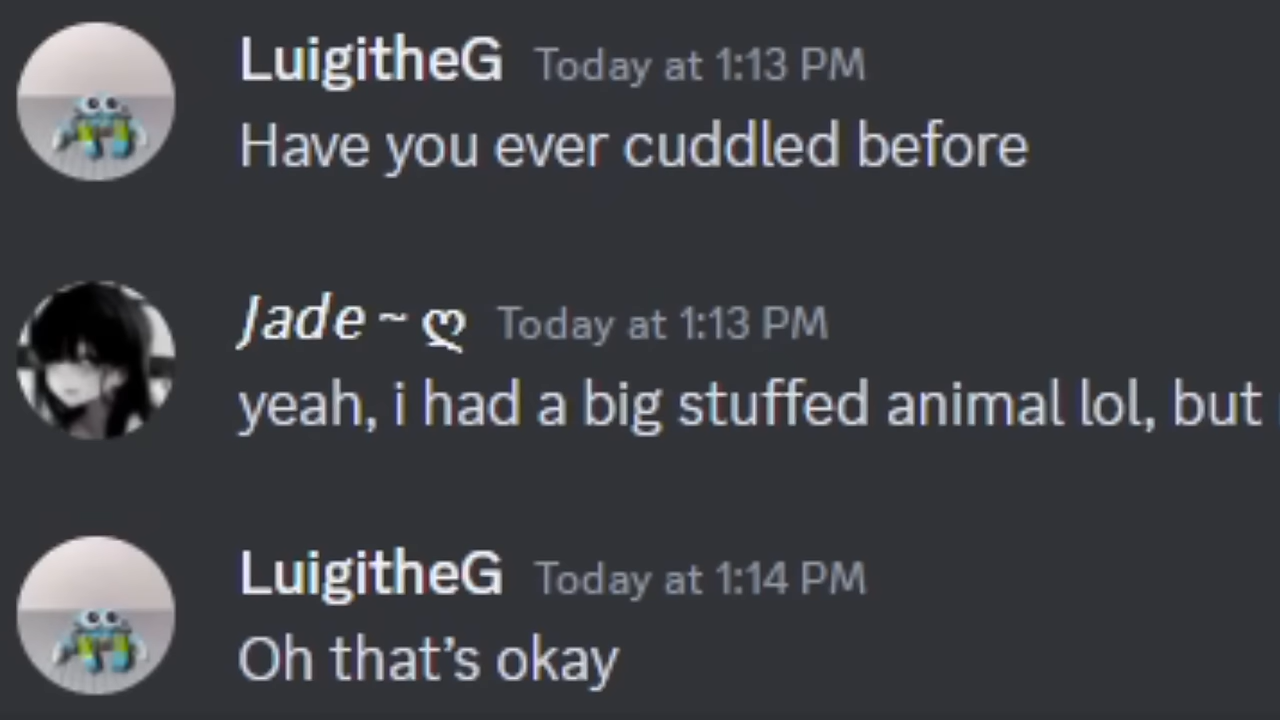 LuigitheG Today at 1:13 PM
Have you ever cuddled before
Jade ~ ღ Today at 1:13 PM
yeah, i had a big stuffed animal lol, but
LuigitheG Today at 1:14 PM
Oh that’s okay